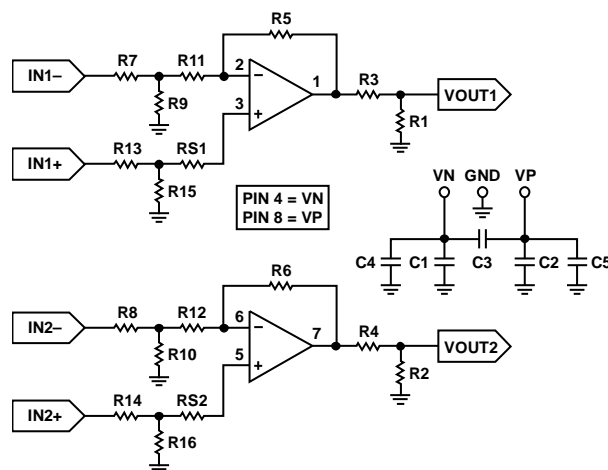 R5
IN1–
R7
R11
2
–
1
R3
VOUT1
R9
3
+
R1
IN1+
R13
RS1
R15
PIN 4 = VN
PIN 8 = VP
VN
GND
VP
C4
C1
C3
C2
C5
R6
IN2–
R8
R12
6
–
7
R4
VOUT2
R10
5
+
R2
IN2+
R14
RS2
R16